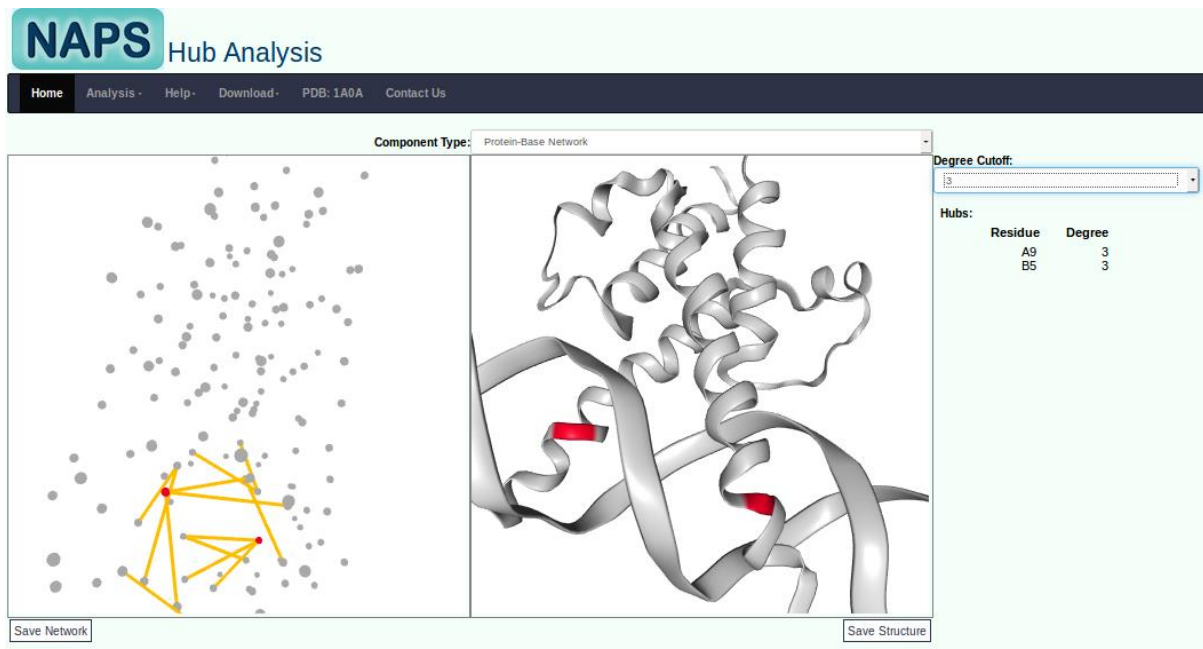 NAPS Hub Analysis
Home Analysis Help Download PDB: 1A0A Contact Us
Component Type: Protein-Base Network
Degree Cutoff:
3
Hubs:
Residue Degree
A9 3
B5 3
Save Network Save Structure